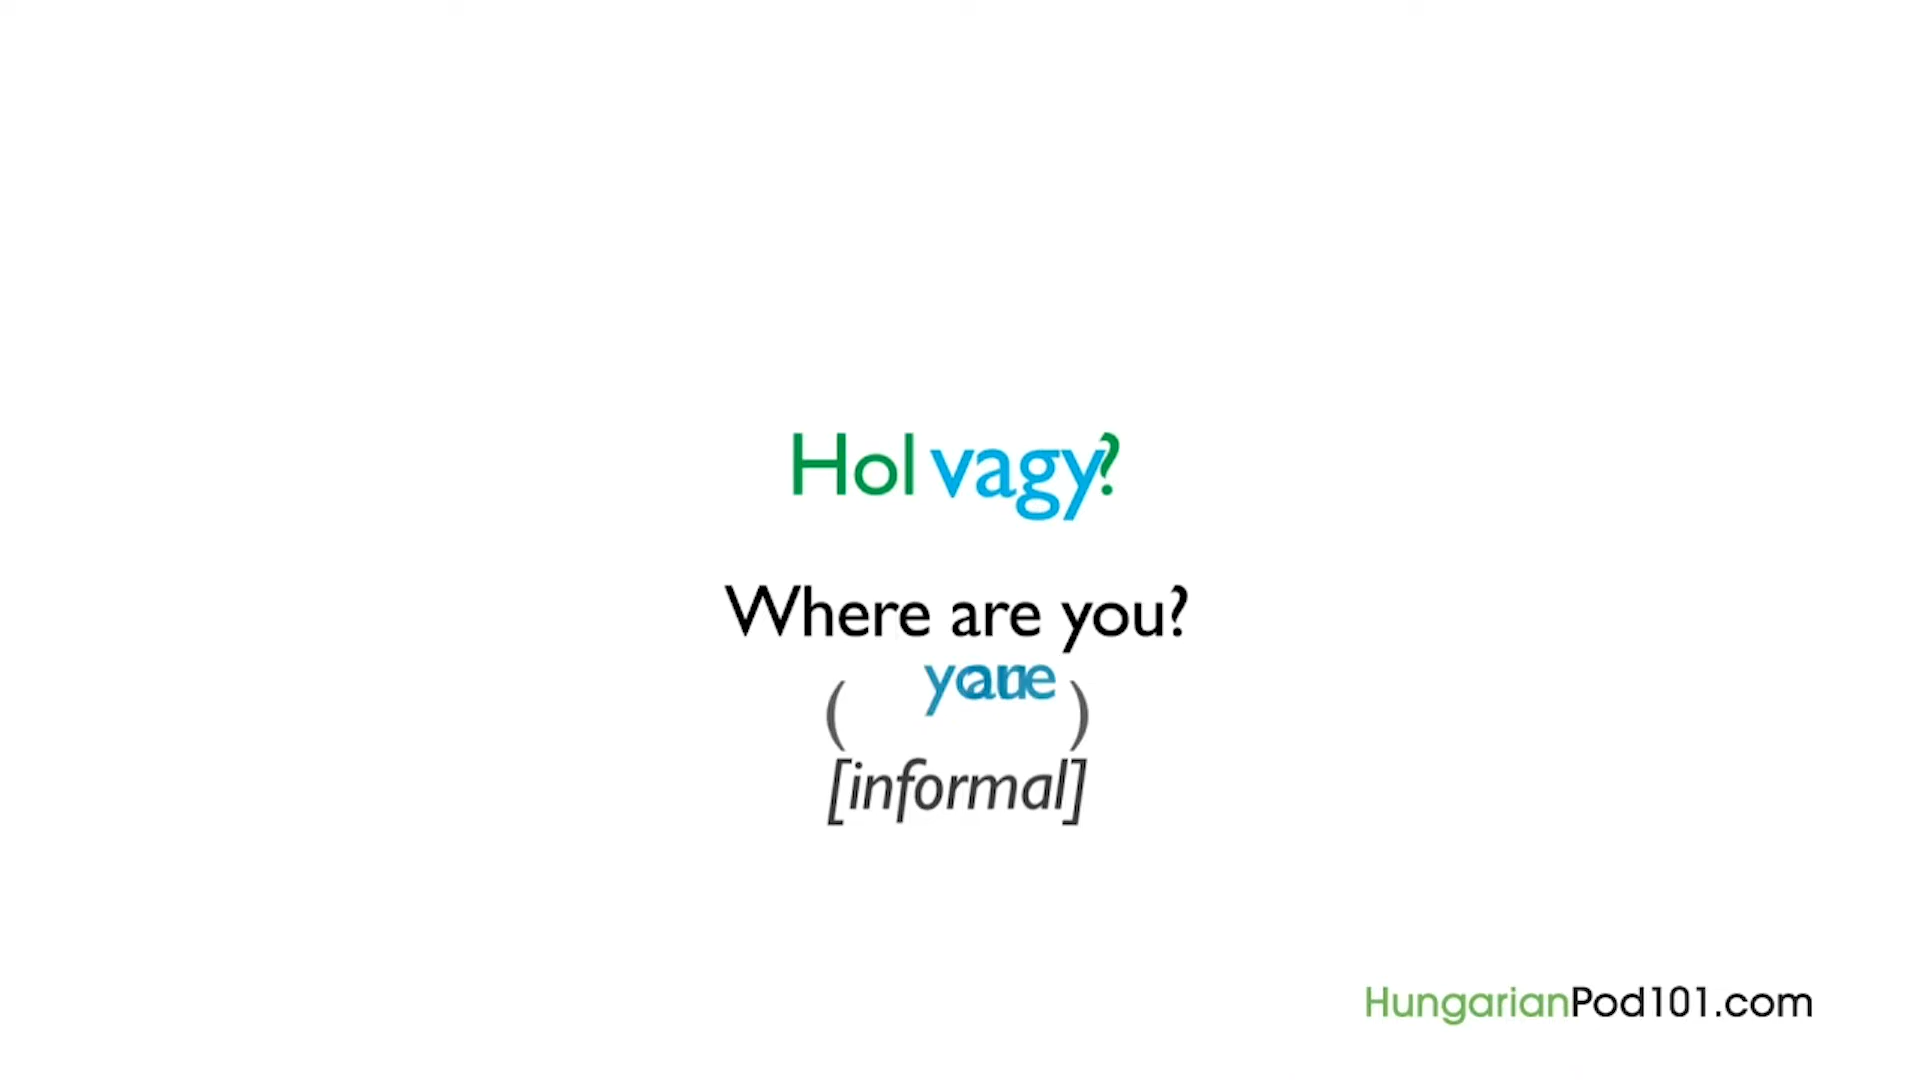 Hol vagy?
Where are you?
( )
[informal]
HungarianPod101.com